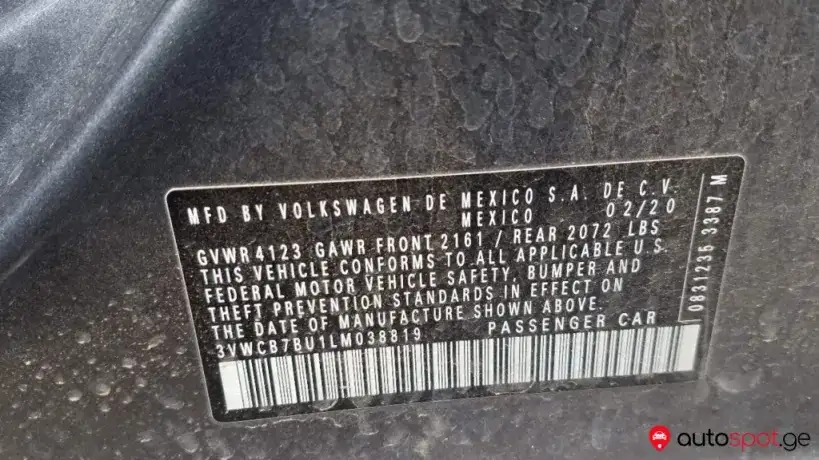 MFD BY VOLKSWAGEN DE MEXICO S.A. DE C.V.
MEXICO 02/20
GVWR 4123 GAWR FRONT 2161 / REAR 2072 LBS
THIS VEHICLE CONFORMS TO ALL APPLICABLE U.S.
FEDERAL MOTOR VEHICLE SAFETY, BUMPER AND
THEFT PREVENTION STANDARDS IN EFFECT ON
THE DATE OF MANUFACTURE SHOWN ABOVE.
3VWCB7BU1LM038819 PASSENGER CAR
0831235 3387 M
autospot.ge